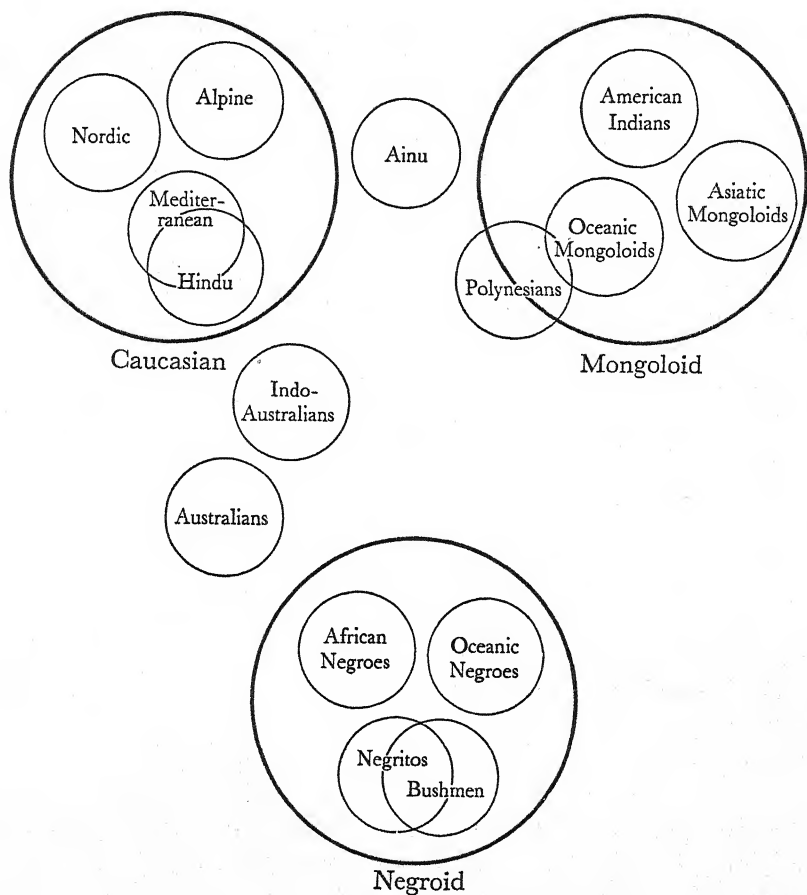 Nordic
Alpine
Mediter-
ranean
Hindu
Caucasian
Ainu
American
Indians
Asiatic
Mongoloids
Oceanic
Mongoloids
Polynesians
Mongoloid
Indo-
Australians
Australians
African
Negroes
Oceanic
Negroes
Negritos
Bushmen
Negroid